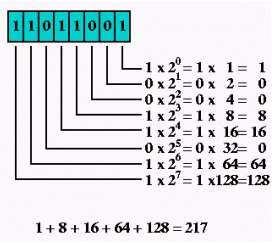 1 1 0 1 1 0 0 1
1 x 2⁰ = 1 x 1 = 1
0 x 2¹ = 0 x 2 = 0
0 x 2² = 0 x 4 = 0
1 x 2³ = 1 x 8 = 8
1 x 2⁴ = 1 x 16 = 16
0 x 2⁵ = 0 x 32 = 0
1 x 2⁶ = 1 x 64 = 64
1 x 2⁷ = 1 x 128 = 128
1 + 8 + 16 + 64 + 128 = 217